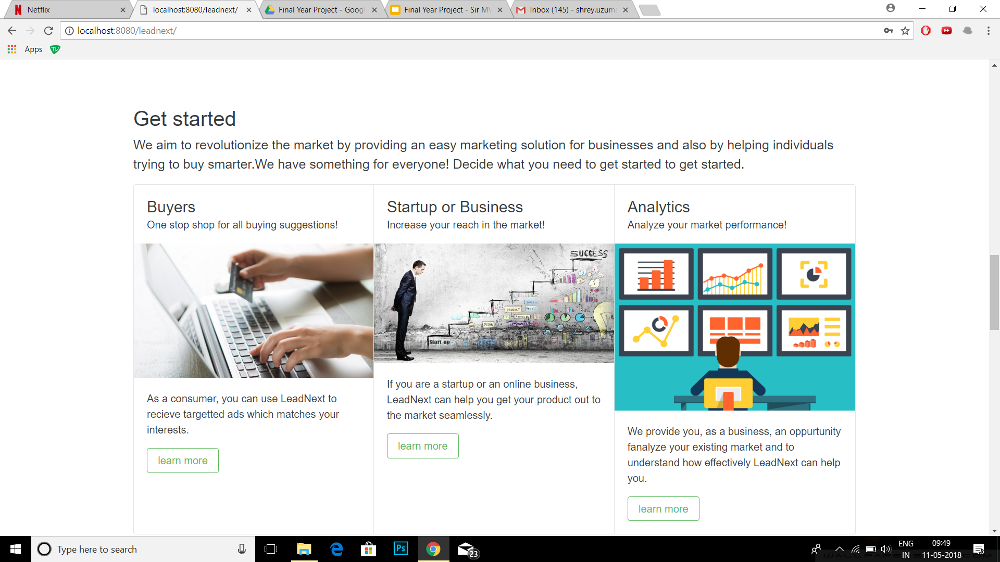 Netflix
localhost:8080/leadnext/
Final Year Project - Googl
Final Year Project - Sir MV
Inbox (145) - shrey.uzuma
localhost:8080/leadnext/
Apps
TV
Get started
We aim to revolutionize the market by providing an easy marketing solution for businesses and also by helping individuals
trying to buy smarter.We have something for everyone! Decide what you need to get started to get started.
Buyers
One stop shop for all buying suggestions!
As a consumer, you can use LeadNext to
recieve targetted ads which matches your
interests.
learn more
Startup or Business
Increase your reach in the market!
SUCCESS
PRODUCT
PROCESS
MEDIA
Start up
If you are a startup or an online business,
LeadNext can help you get your product out to
the market seamlessly.
learn more
Analytics
Analyze your market performance!
We provide you, as a business, an oppurtunity
fanalyze your existing market and to
understand how effectively LeadNext can help
you.
learn more
Type here to search
Ps
23
ENG
IN
09:49
11-05-2018